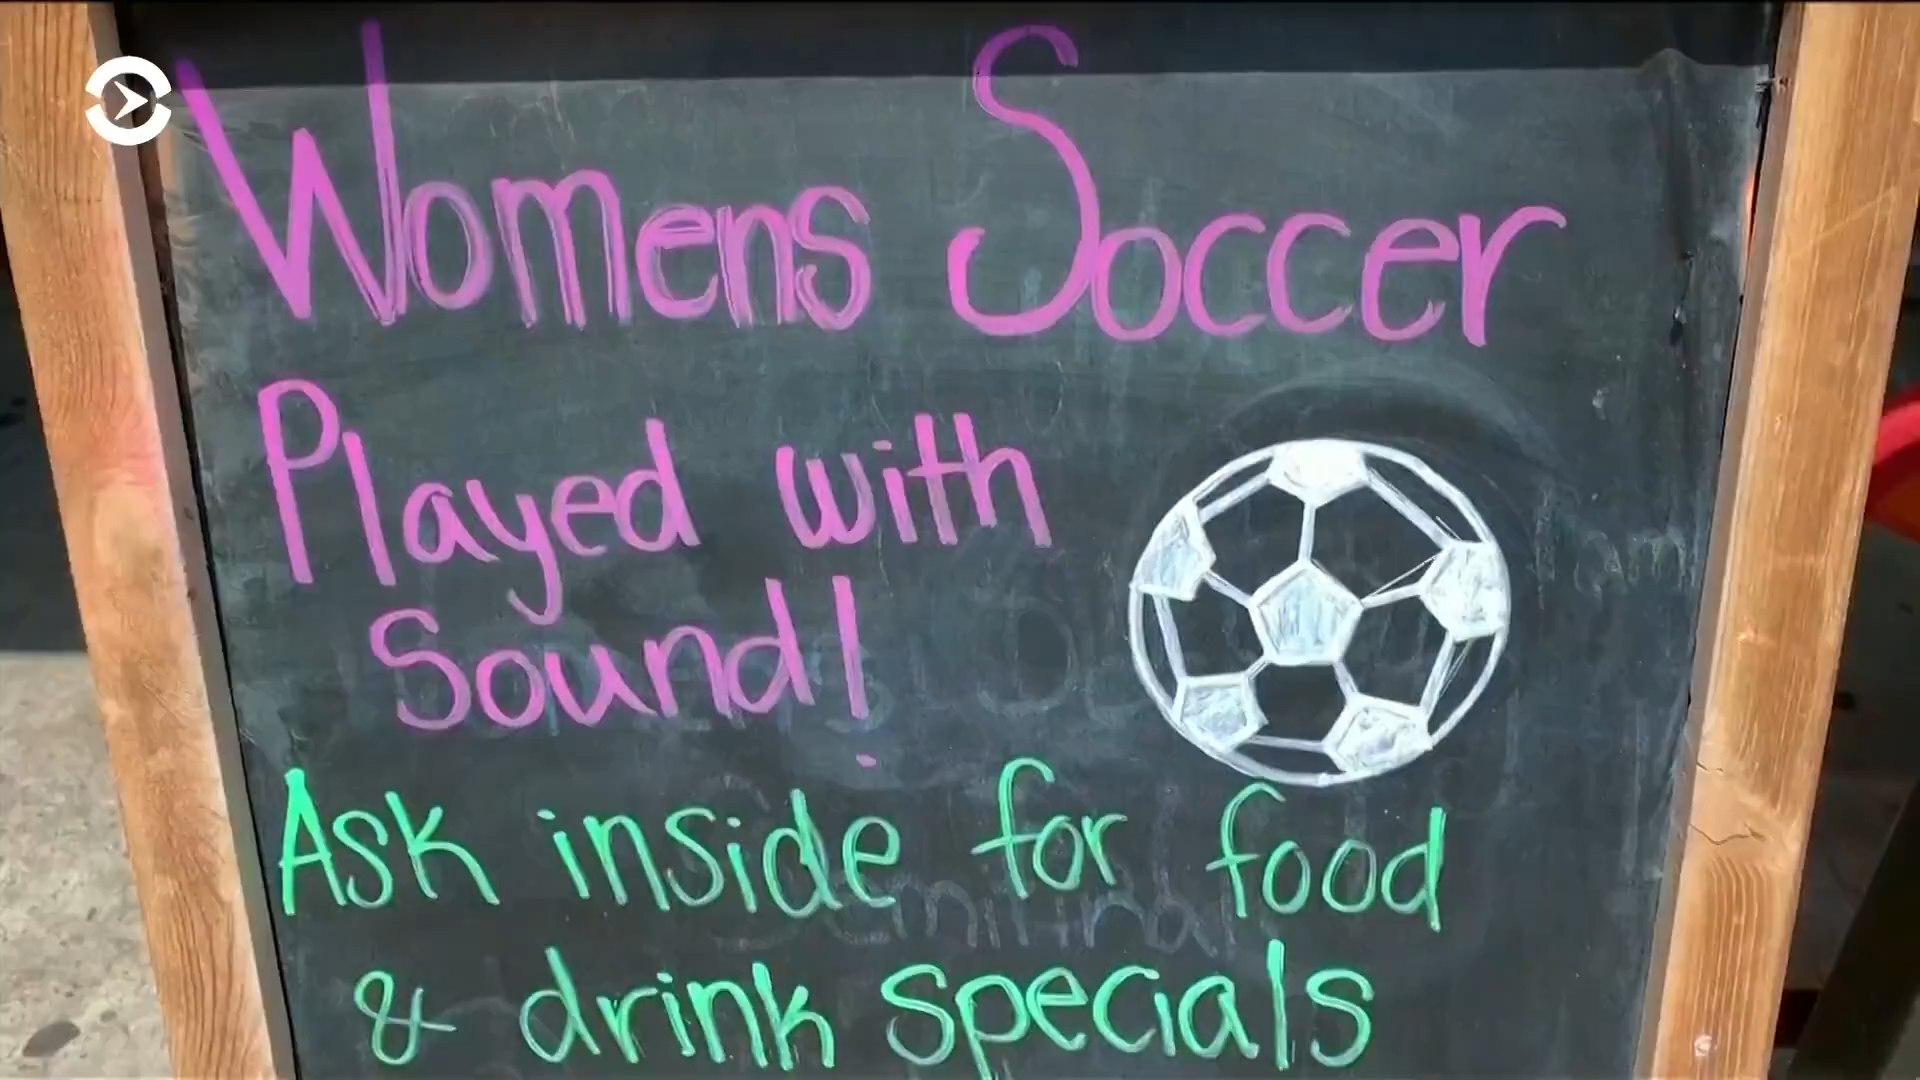 Womens Soccer
Played with
Sound!
Ask inside for food
& drink specials